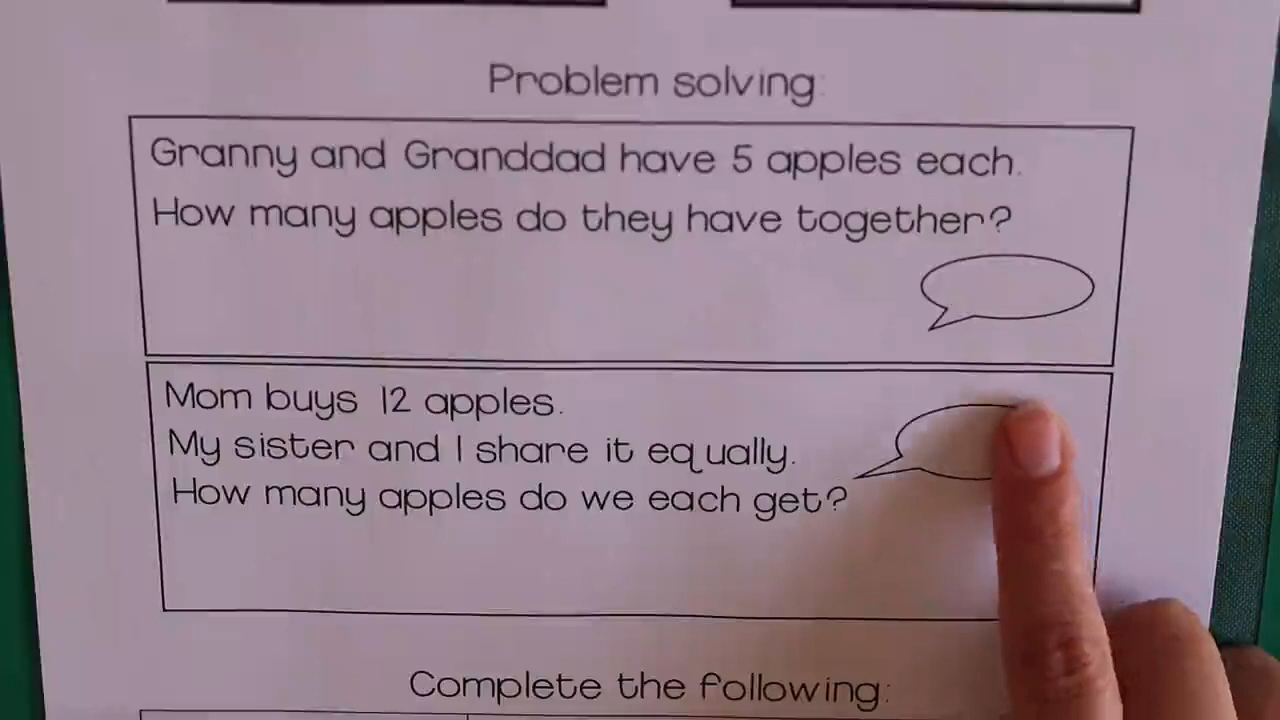 Problem solving:
Granny and Granddad have 5 apples each.
How many apples do they have together?
Mom buys 12 apples.
My sister and I share it equally.
How many apples do we each get?
Complete the following: